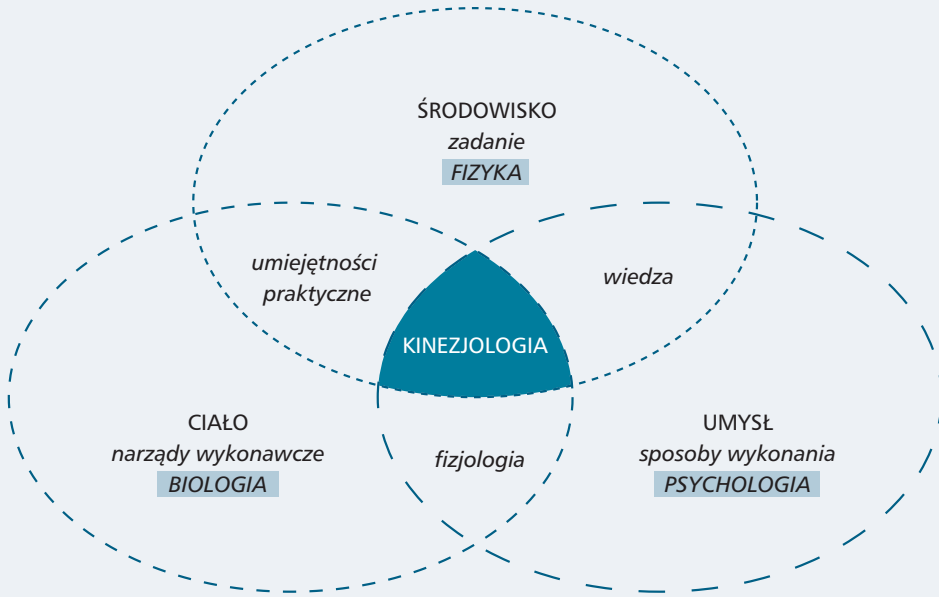 ŚRODOWISKO
zadanie
FIZYKA
umiejętności
praktyczne
wiedza
KINEZJOLOGIA
CIAŁO
narządy wykonawcze
BIOLOGIA
fizjologia
UMYSŁ
sposoby wykonania
PSYCHOLOGIA